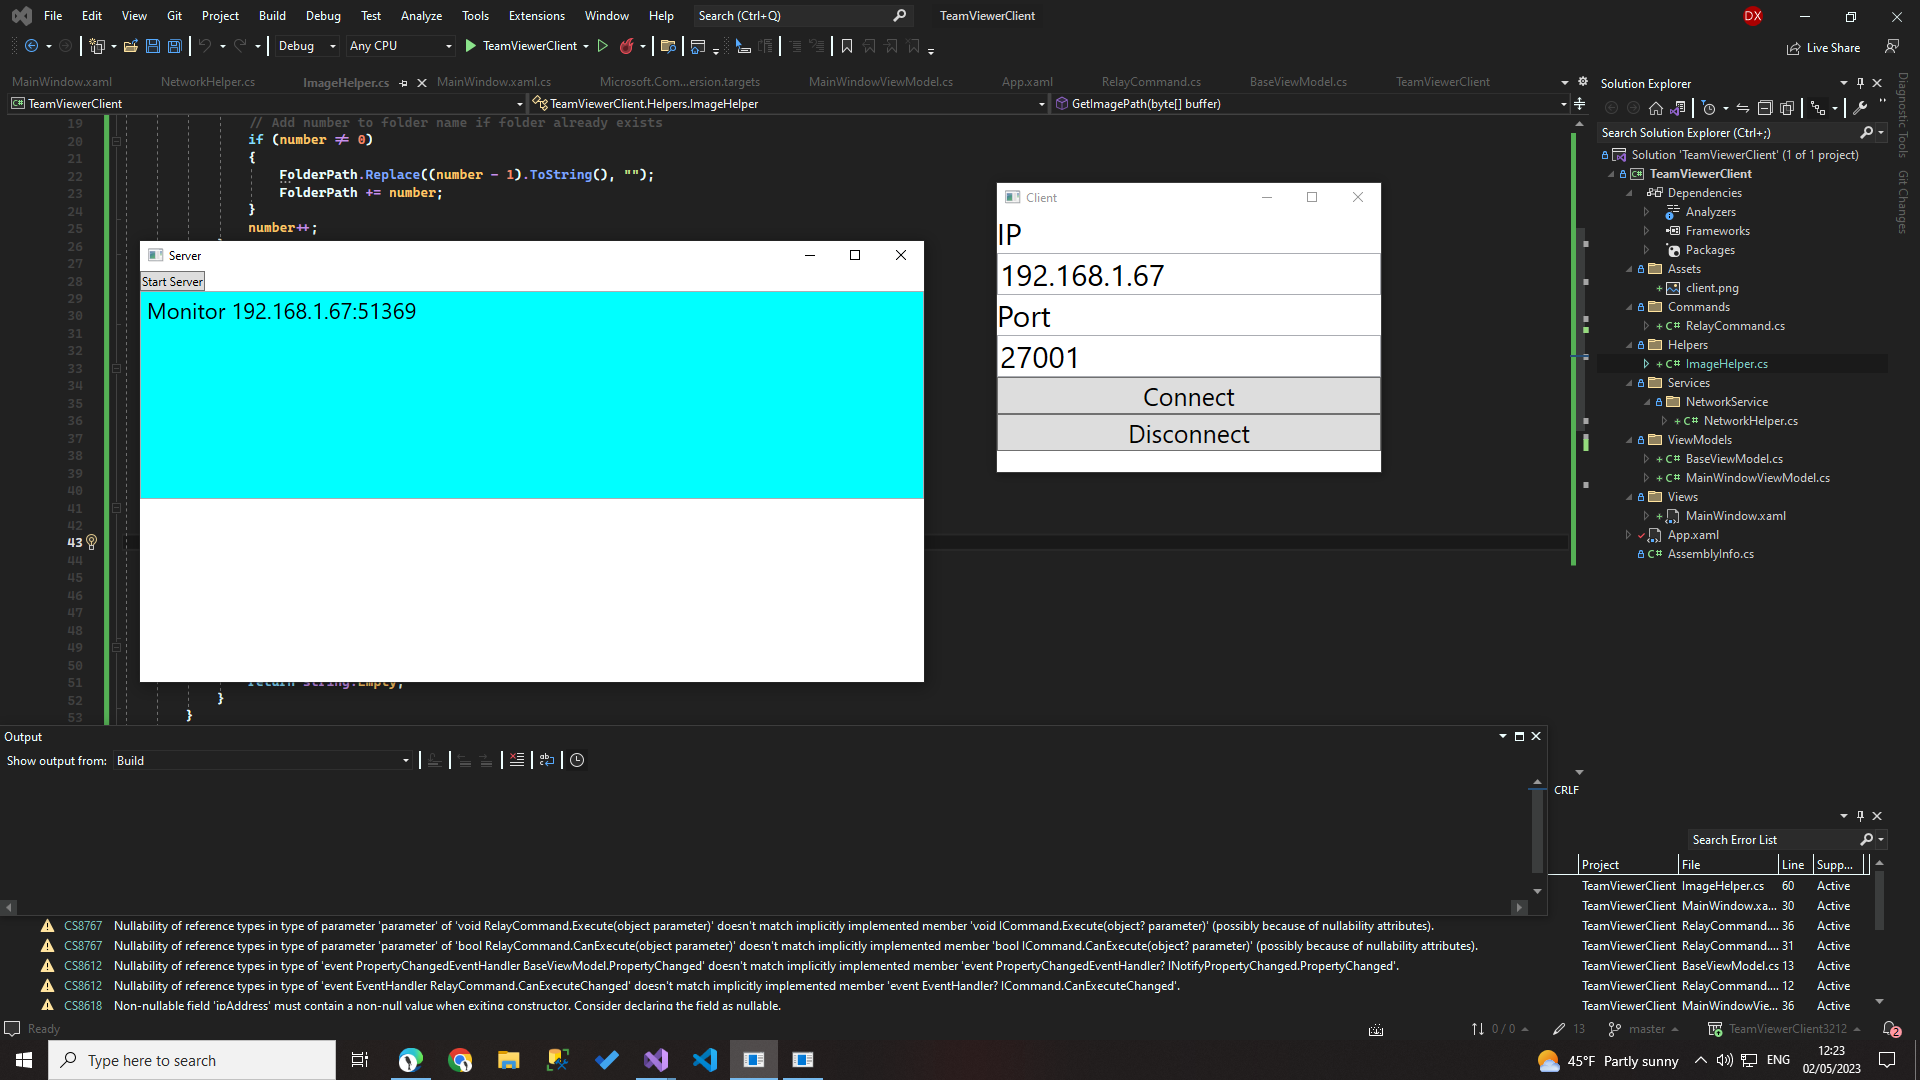 File Edit View Git Project Build Debug Test Analyze Tools Extensions Window Help Search (Ctrl+Q) TeamViewerClient DX
Debug Any CPU TeamViewerClient Live Share
MainWindow.xaml NetworkHelper.cs ImageHelper.cs MainWindow.xaml.cs Microsoft.Com...ersion.targets MainWindowViewModel.cs App.xaml RelayCommand.cs BaseViewModel.cs TeamViewerClient
TeamViewerClient TeamViewerClient.Helpers.ImageHelper GetImagePath(byte[] buffer)
19 // Add number to folder name if folder already exists
20 if (number ≠ 0)
21 {
22 FolderPath.Replace((number - 1).ToString(), "");
23 FolderPath += number;
24 }
25 number++;
26
27
28
29
30
31
32
33
34
35
36
37
38
39
40
41
42
43
44
45
46
47
48
49
50
51 return string.Empty;
52 }
53 }
Server
Start Server
Monitor 192.168.1.67:51369
Client
IP
192.168.1.67
Port
27001
Connect
Disconnect
Solution Explorer
Search Solution Explorer (Ctrl+;)
Solution 'TeamViewerClient' (1 of 1 project)
TeamViewerClient
Dependencies
Analyzers
Frameworks
Packages
Assets
client.png
Commands
RelayCommand.cs
Helpers
ImageHelper.cs
Services
NetworkService
NetworkHelper.cs
ViewModels
BaseViewModel.cs
MainWindowViewModel.cs
Views
MainWindow.xaml
App.xaml
AssemblyInfo.cs
Diagnostic Tools
Git Changes
Output
Show output from: Build
CRLF
Search Error List
Project File Line Supp...
TeamViewerClient ImageHelper.cs 60 Active
TeamViewerClient MainWindow.xa... 30 Active
CS8767 Nullability of reference types in type of parameter 'parameter' of 'void RelayCommand.Execute(object parameter)' doesn't match implicitly implemented member 'void ICommand.Execute(object? parameter)' (possibly because of nullability attributes). TeamViewerClient RelayCommand.... 36 Active
CS8767 Nullability of reference types in type of parameter 'parameter' of 'bool RelayCommand.CanExecute(object parameter)' doesn't match implicitly implemented member 'bool ICommand.CanExecute(object? parameter)' (possibly because of nullability attributes). TeamViewerClient RelayCommand.... 31 Active
CS8612 Nullability of reference types in type of 'event PropertyChangedEventHandler BaseViewModel.PropertyChanged' doesn't match implicitly implemented member 'event PropertyChangedEventHandler? INotifyPropertyChanged.PropertyChanged'. TeamViewerClient BaseViewModel.cs 13 Active
CS8612 Nullability of reference types in type of 'event EventHandler RelayCommand.CanExecuteChanged' doesn't match implicitly implemented member 'event EventHandler? ICommand.CanExecuteChanged'. TeamViewerClient RelayCommand.... 12 Active
CS8618 Non-nullable field 'ipAddress' must contain a non-null value when exiting constructor. Consider declaring the field as nullable. TeamViewerClient MainWindowVie... 36 Active
Ready 0 / 0 13 master TeamViewerClient3212 2
Type here to search 45°F Partly sunny ENG 12:23
02/05/2023